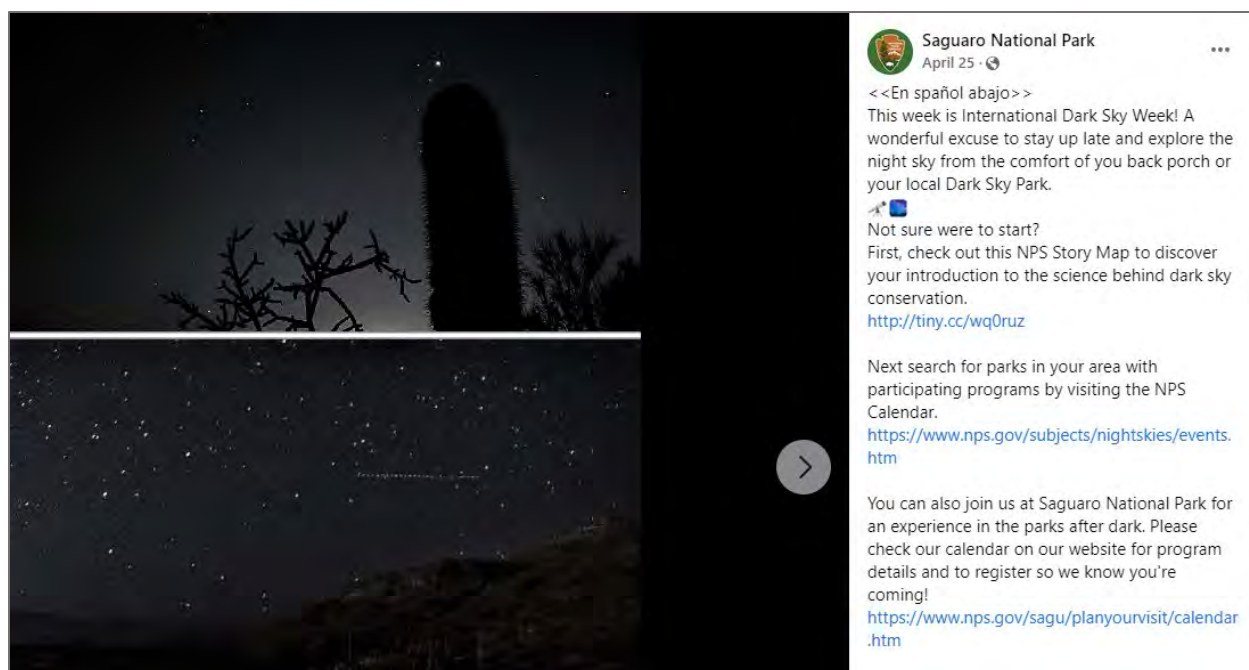 Saguaro National Park
April 25 ·
<<En spañol abajo>>
This week is International Dark Sky Week! A
wonderful excuse to stay up late and explore the
night sky from the comfort of you back porch or
your local Dark Sky Park.
Not sure were to start?
First, check out this NPS Story Map to discover
your introduction to the science behind dark sky
conservation.
http://tiny.cc/wq0ruz
Next search for parks in your area with
participating programs by visiting the NPS
Calendar.
https://www.nps.gov/subjects/nightskies/events.
htm
You can also join us at Saguaro National Park for
an experience in the parks after dark. Please
check our calendar on our website for program
details and to register so we know you're
coming!
https://www.nps.gov/sagu/planyourvisit/calendar
.htm